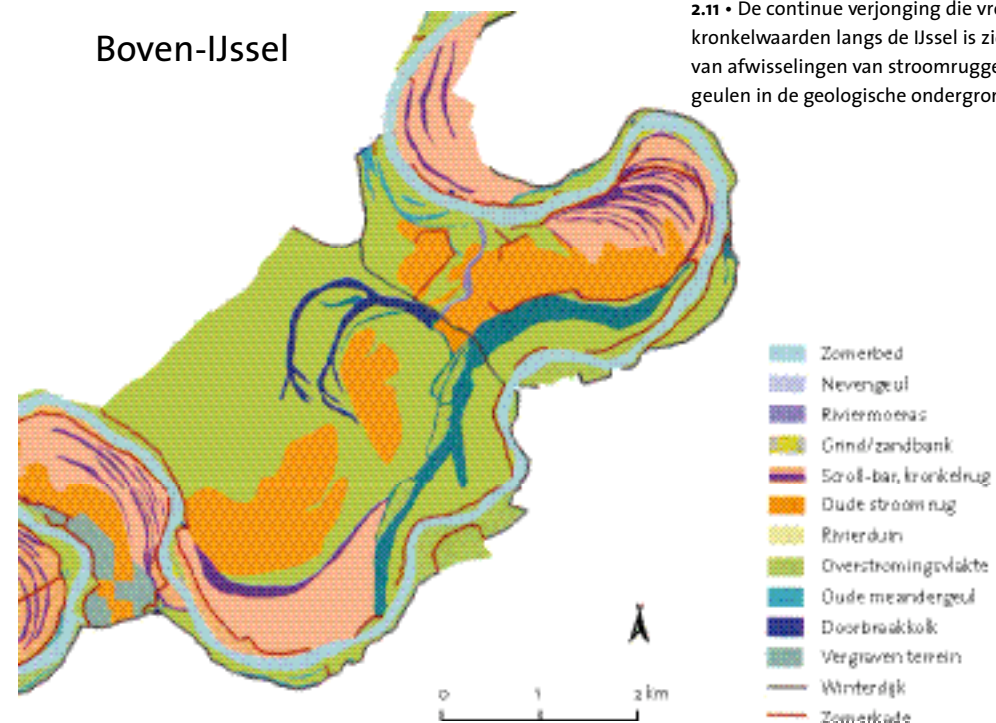 Boven-IJssel
2.11 • De continue verjonging die
kronkelwaarden langs de IJssel is
van afwisselingen van stroomrugge
geulen in de geologische ondergron
Zomerbed
Nevengeul
Riviermoeras
Grind/zandbank
Scroll-bar, kronkelrug
Oude stroomrug
Rivierduin
Overstromingsvlakte
Oude meandergeul
Doorbraakkolk
Vergraven terrein
Winterdijk
Zomerkade
0 1 2 km